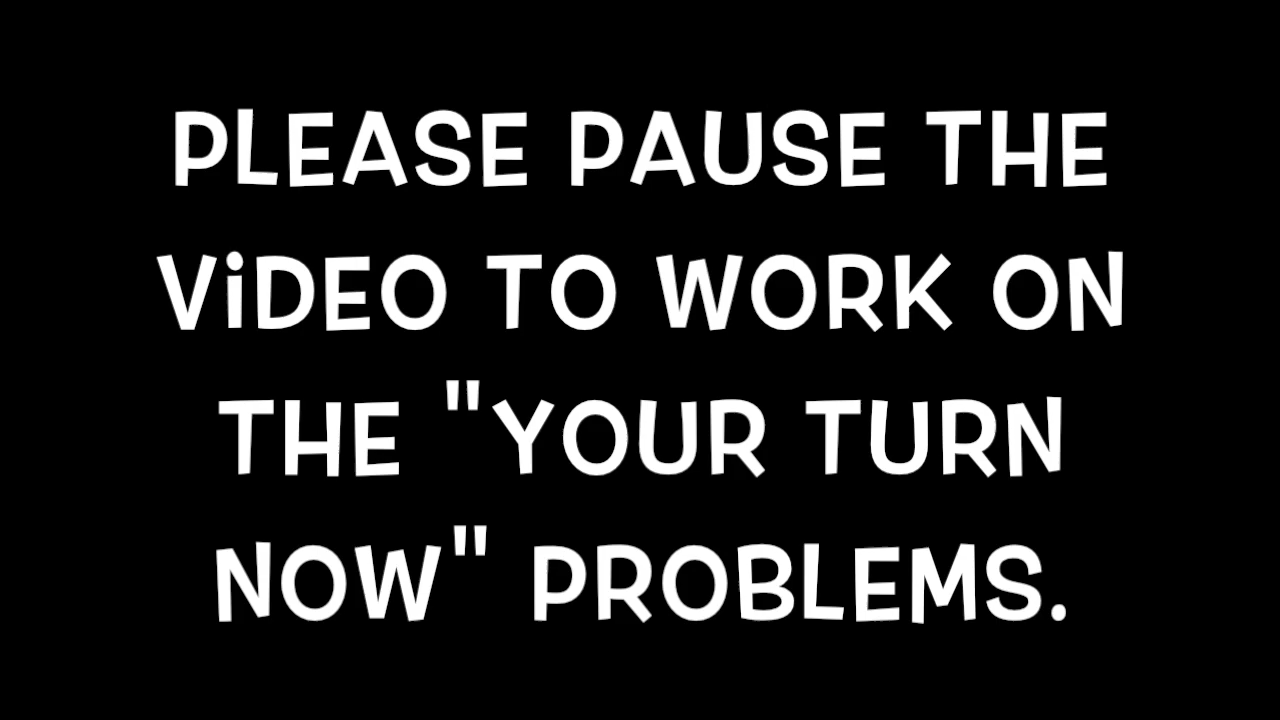 PLEASE PAUSE THE
ViDEO TO WORK ON
THE "YOUR TURN
NOW" PROBLEMS.